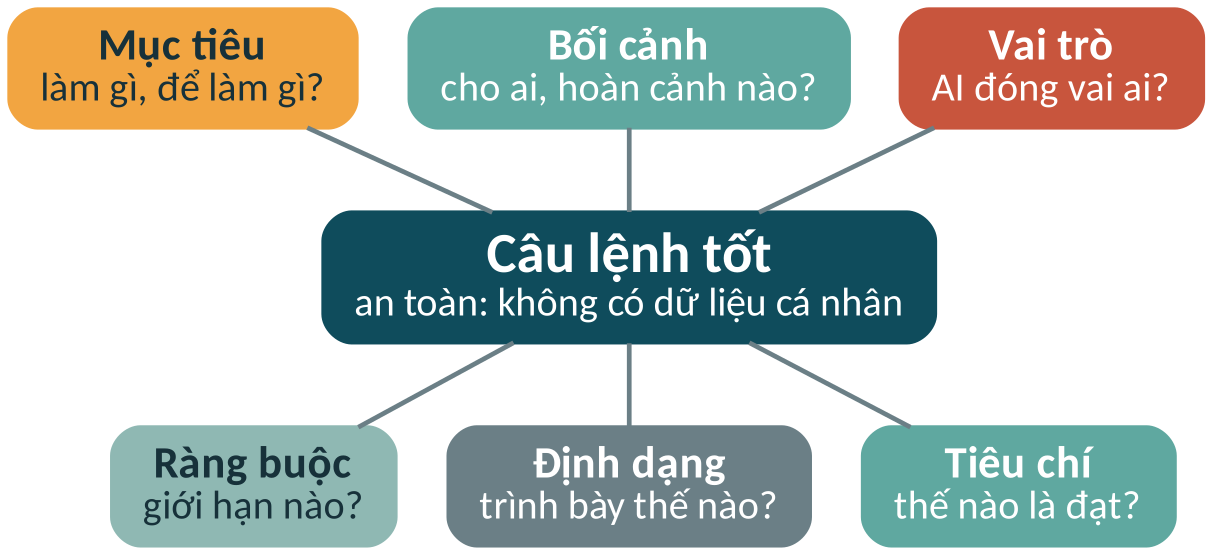 Mục tiêu
làm gì, để làm gì?
Bối cảnh
cho ai, hoàn cảnh nào?
Vai trò
AI đóng vai ai?
Câu lệnh tốt
an toàn: không có dữ liệu cá nhân
Ràng buộc
giới hạn nào?
Định dạng
trình bày thế nào?
Tiêu chí
thế nào là đạt?